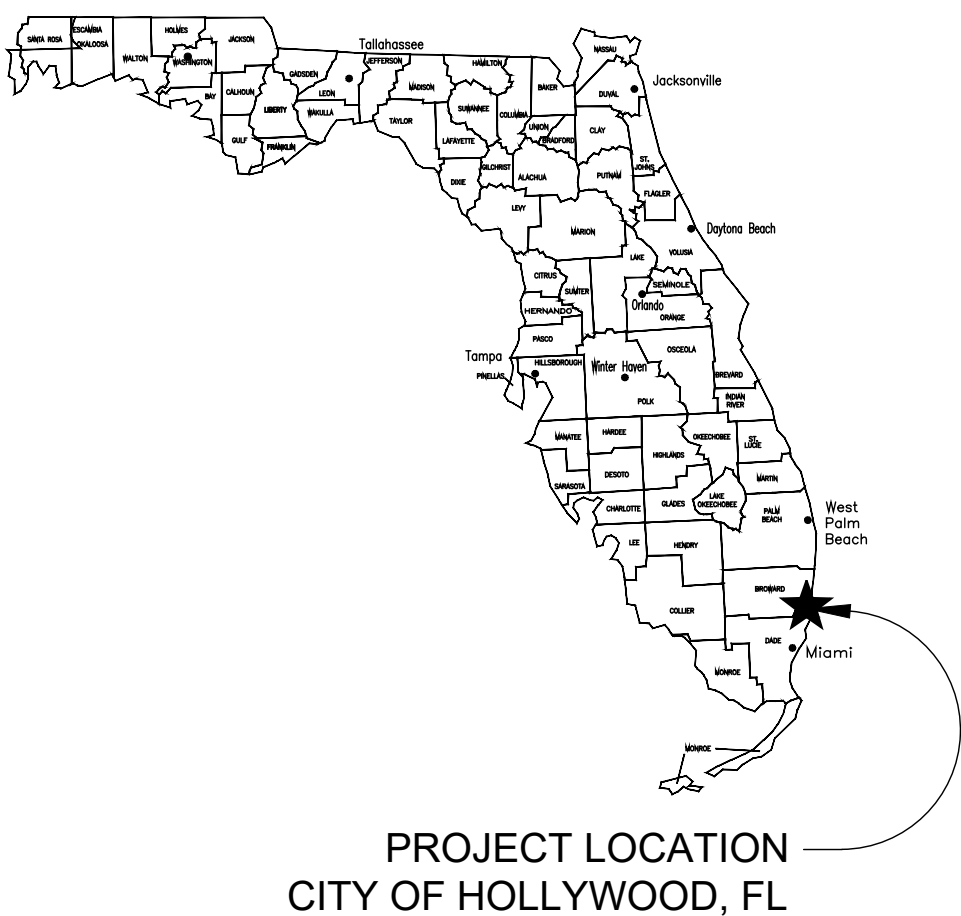 HOLMES
ESCAMBIA
SANTA ROSA
OKALOOSA
JACKSON
WALTON
WASHINGTON
Tallahassee
JEFFERSON
HAMILTON
NASSAU
GADSDEN
LEON
MADISON
BAKER
Jacksonville
DUVAL
BAY
CALHOUN
LIBERTY
WAKULLA
TAYLOR
SUWANNEE
COLUMBIA
UNION
BRADFORD
CLAY
GULF
FRANKLIN
LAFAYETTE
DIXIE
GILCHRIST
ALACHUA
PUTNAM
ST.
JOHNS
FLAGLER
LEVY
MARION
Daytona Beach
VOLUSIA
LAKE
CITRUS
SUMTER
SEMINOLE
Orlando
HERNANDO
ORANGE
PASCO
OSCEOLA
Tampa
HILLSBOROUGH
PINELLAS
Winter Haven
POLK
BREVARD
INDIAN
RIVER
MANATEE
HARDEE
OKEECHOBEE
ST.
LUCIE
HIGHLANDS
DESOTO
SARASOTA
MARTIN
LAKE
OKEECHOBEE
CHARLOTTE
GLADES
PALM
BEACH
West
Palm
Beach
LEE
HENDRY
BROWARD
COLLIER
DADE
Miami
MONROE
MONROE
PROJECT LOCATION
CITY OF HOLLYWOOD, FL